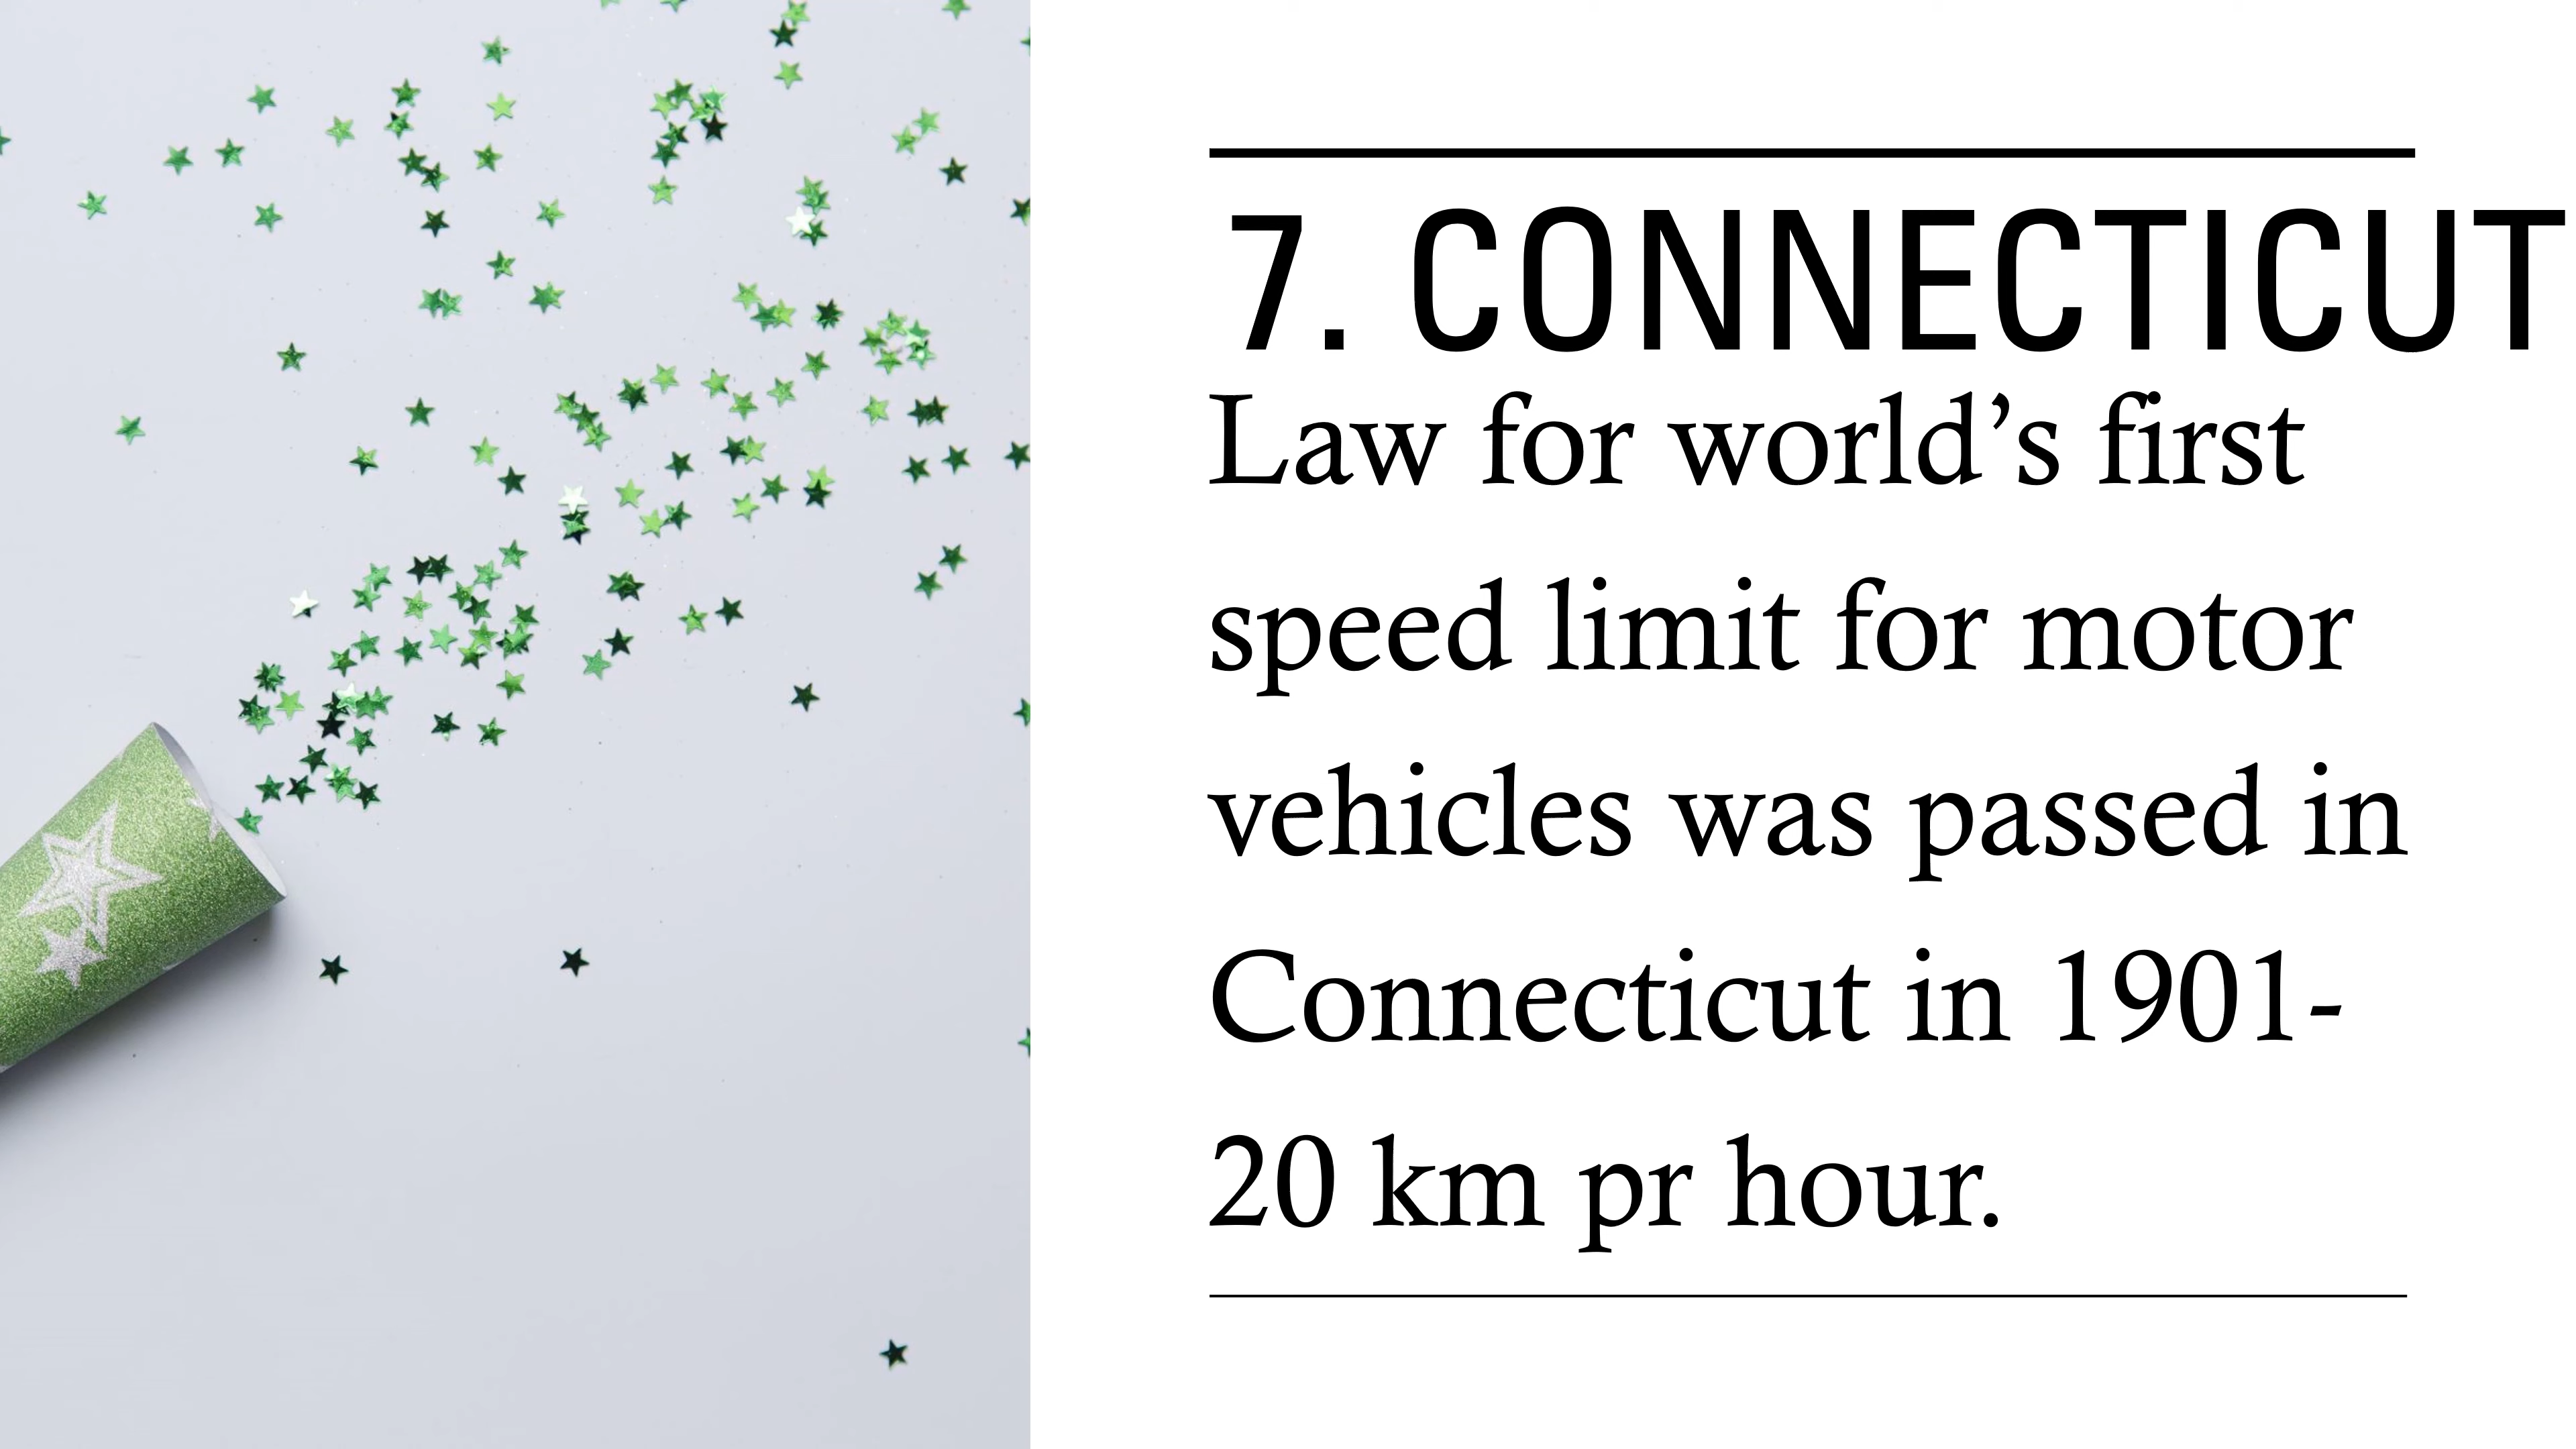 7. CONNECTICUT
Law for world’s first
speed limit for motor
vehicles was passed in
Connecticut in 1901-
20 km pr hour.